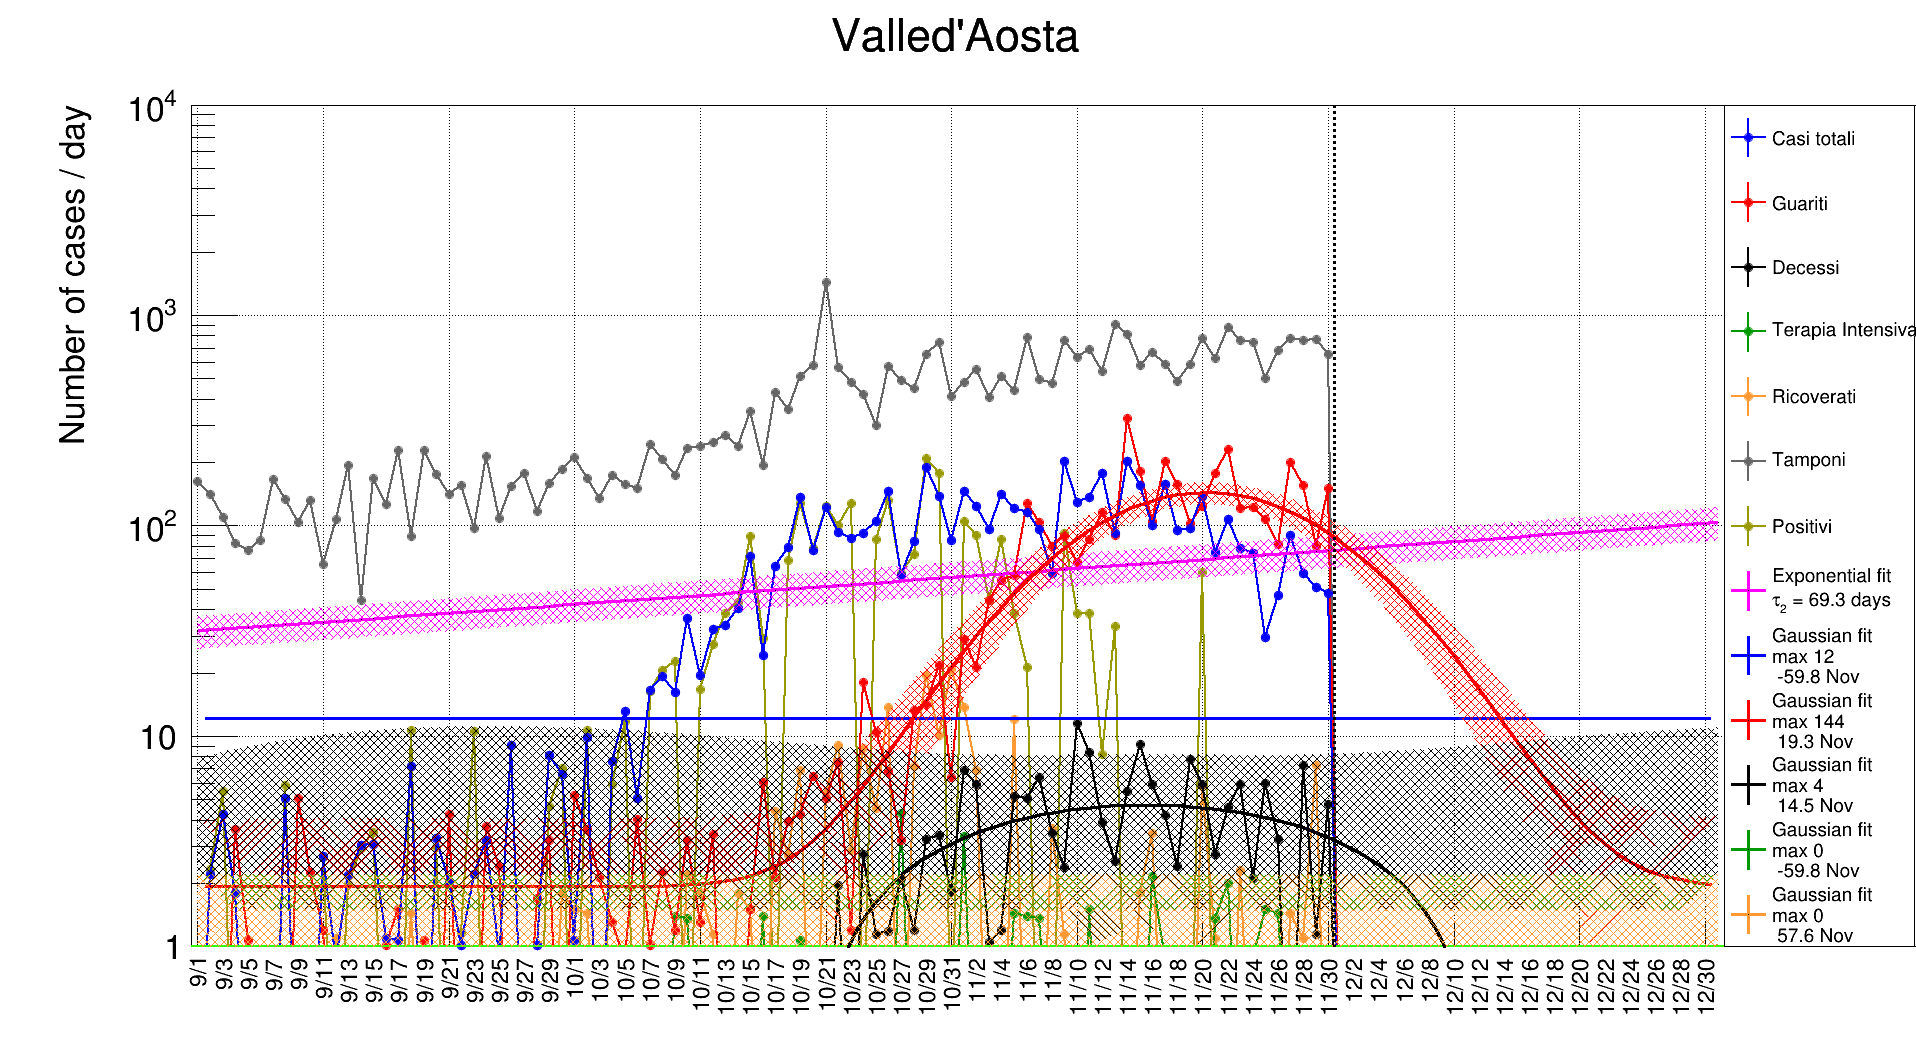 Valled'Aosta
Number of cases / day
10^4
10^3
10^2
10
1
9/1 9/3 9/5 9/7 9/9 9/11 9/13 9/15 9/17 9/19 9/21 9/23 9/25 9/27 9/29 10/1 10/3 10/5 10/7 10/9 10/11 10/13 10/15 10/17 10/19 10/21 10/23 10/25 10/27 10/29 10/31 11/2 11/4 11/6 11/8 11/10 11/12 11/14 11/16 11/18 11/20 11/22 11/24 11/26 11/28 11/30 12/2 12/4 12/6 12/8 12/10 12/12 12/14 12/16 12/18 12/20 12/22 12/24 12/26 12/28 12/30
Casi totali
Guariti
Decessi
Terapia Intensiva
Ricoverati
Tamponi
Positivi
Exponential fit
τ2 = 69.3 days
Gaussian fit
max 12
-59.8 Nov
Gaussian fit
max 144
19.3 Nov
Gaussian fit
max 4
14.5 Nov
Gaussian fit
max 0
-59.8 Nov
Gaussian fit
max 0
57.6 Nov